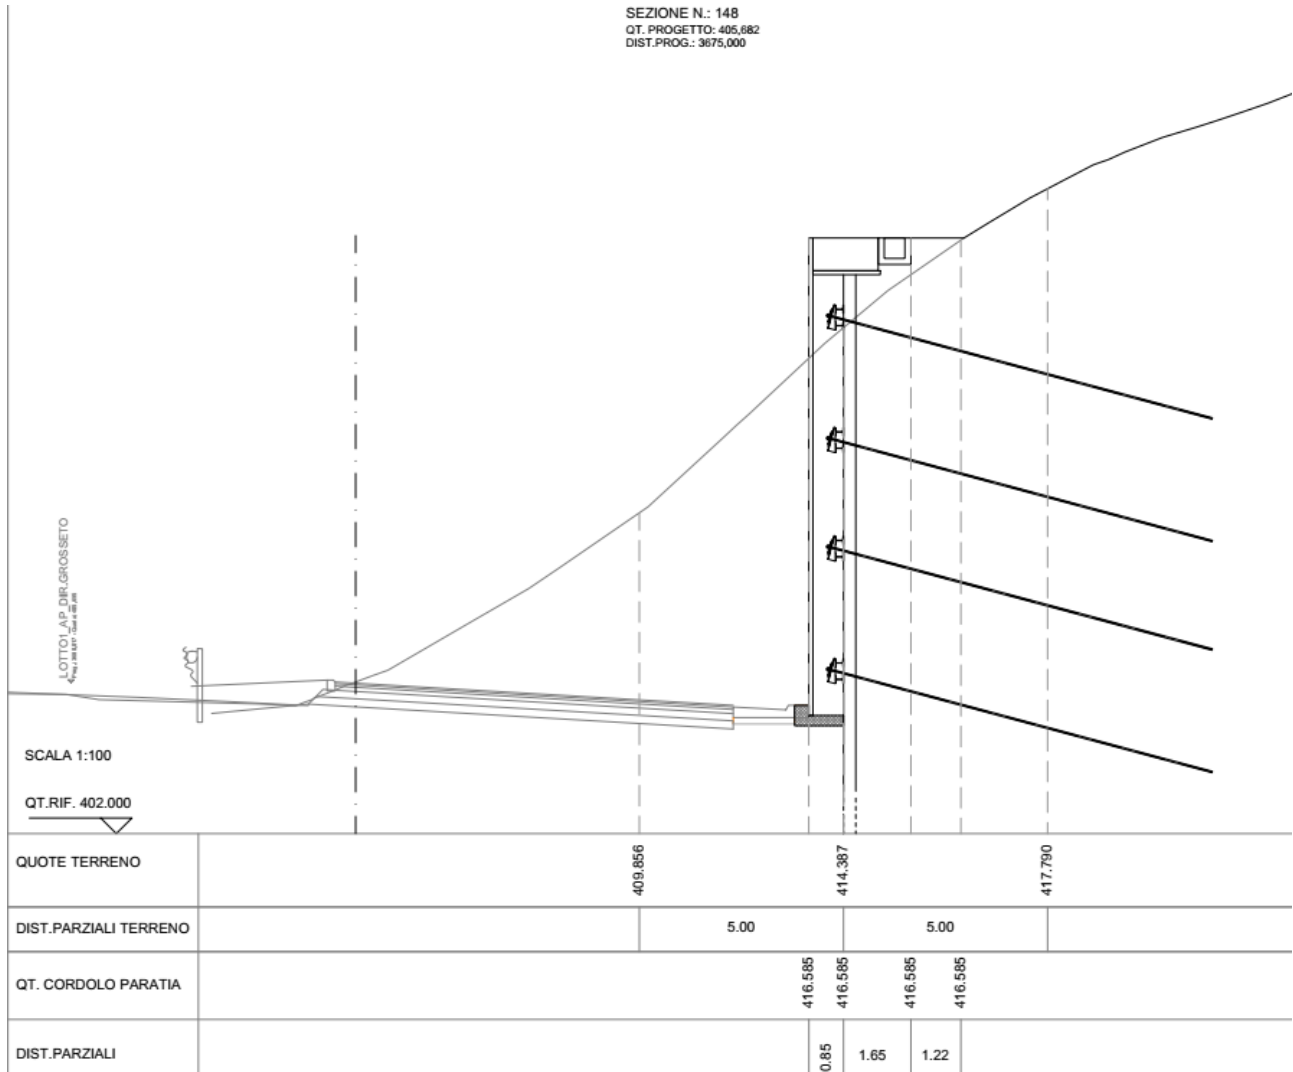 SEZIONE N.: 148
QT. PROGETTO: 405,682
DIST.PROG.: 3675,000
LOTTO1_AP_DIR.GROSSETO
SCALA 1:100
QT.RIF. 402.000
QUOTE TERRENO 409.856 414.387 417.790
DIST.PARZIALI TERRENO 5.00 5.00
QT. CORDOLO PARATIA 416.585 416.585 416.585 416.585
DIST.PARZIALI 0.85 1.65 1.22